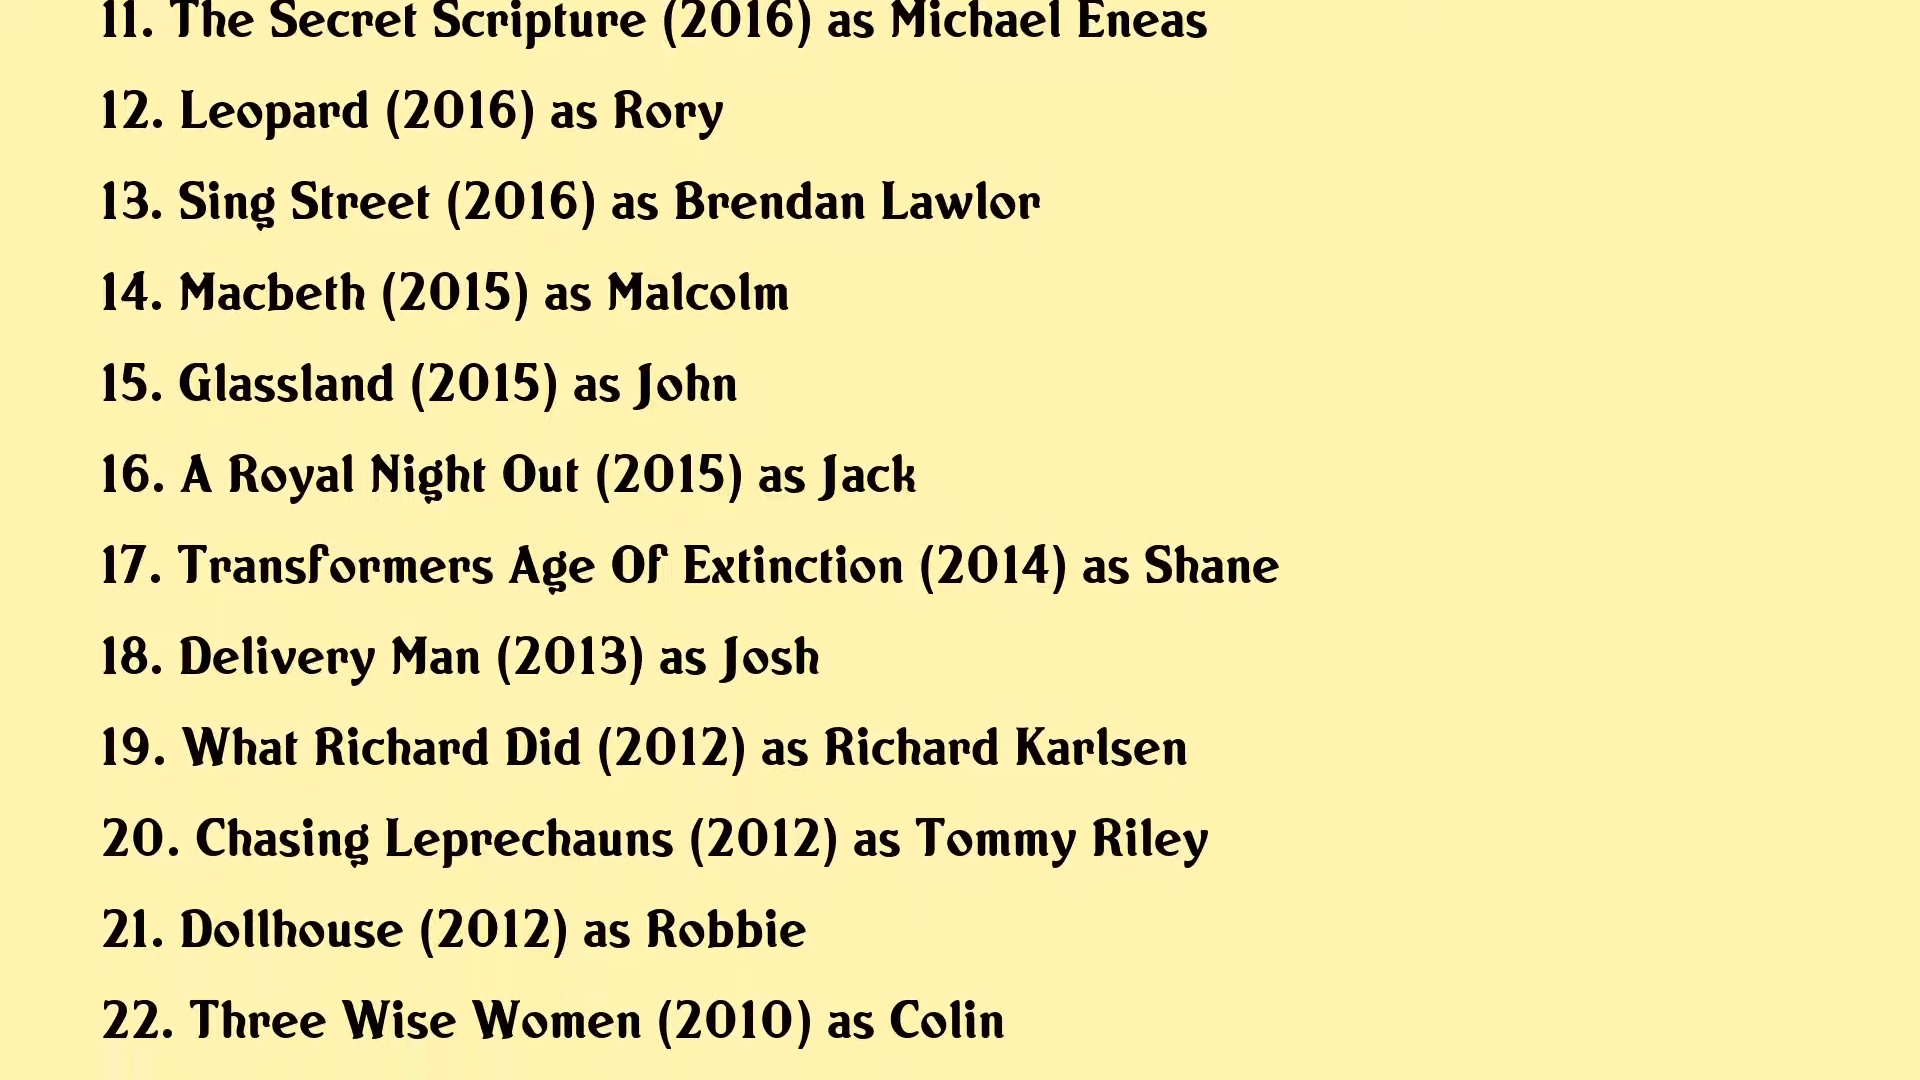 11. The Secret Scripture (2016) as Michael Eneas
12. Leopard (2016) as Rory
13. Sing Street (2016) as Brendan Lawlor
14. Macbeth (2015) as Malcolm
15. Glassland (2015) as John
16. A Royal Night Out (2015) as Jack
17. Transformers Age Of Extinction (2014) as Shane
18. Delivery Man (2013) as Josh
19. What Richard Did (2012) as Richard Karlsen
20. Chasing Leprechauns (2012) as Tommy Riley
21. Dollhouse (2012) as Robbie
22. Three Wise Women (2010) as Colin